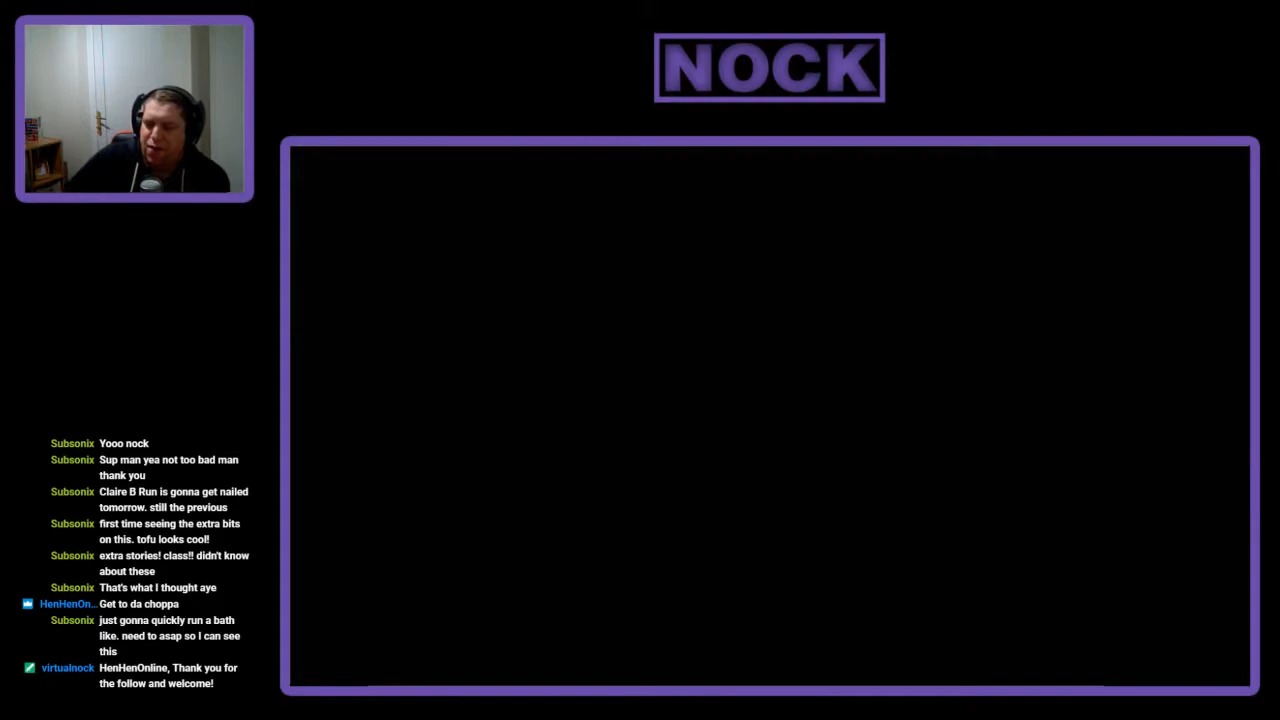 NOCK
Subsonix Yooo nock
Subsonix Sup man yea not too bad man
thank you
Subsonix Claire B Run is gonna get nailed
tomorrow. still the previous
Subsonix first time seeing the extra bits
on this. tofu looks cool!
Subsonix extra stories! class!! didn't know
about these
Subsonix That's what I thought aye
HenHenOn... Get to da choppa
Subsonix just gonna quickly run a bath
like. need to asap so I can see
this
virtualnock HenHenOnline, Thank you for
the follow and welcome!